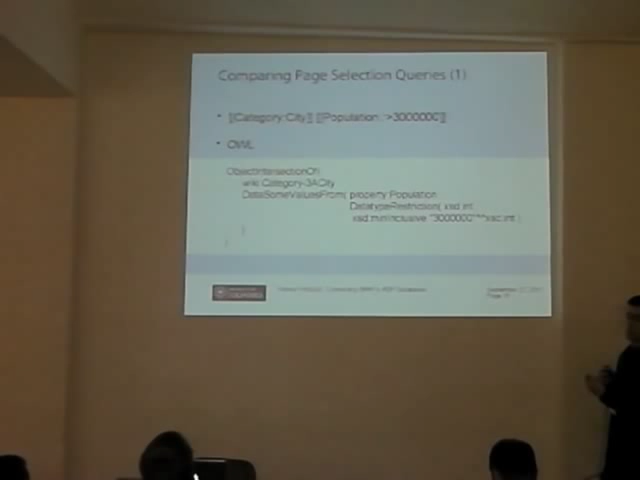 Comparing Page Selection Queries (1)
• [[Category:City]] [[Population::>3000000]]
• OWL
ObjectIntersectionOf(
wiki:Category-3ACity
DataSomeValuesFrom( property:Population
DatatypeRestriction( xsd:int
xsd:minInclusive "3000000"^^xsd:int )
)
)